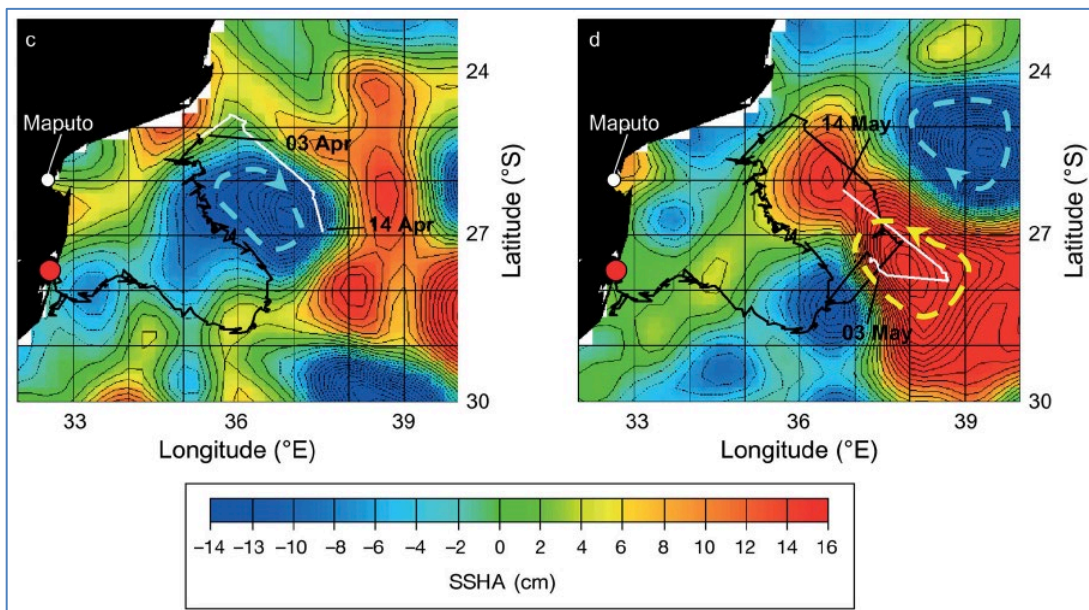 c
Maputo
03 Apr
14 Apr
24
27
30
Latitude (°S)
33
36
39
Longitude (°E)
d
Maputo
14 May
03 May
24
27
30
Latitude (°S)
33
36
39
Longitude (°E)
−14 −13 −10 −8 −6 −4 −2 0 2 4 6 8 10 12 14 16
SSHA (cm)